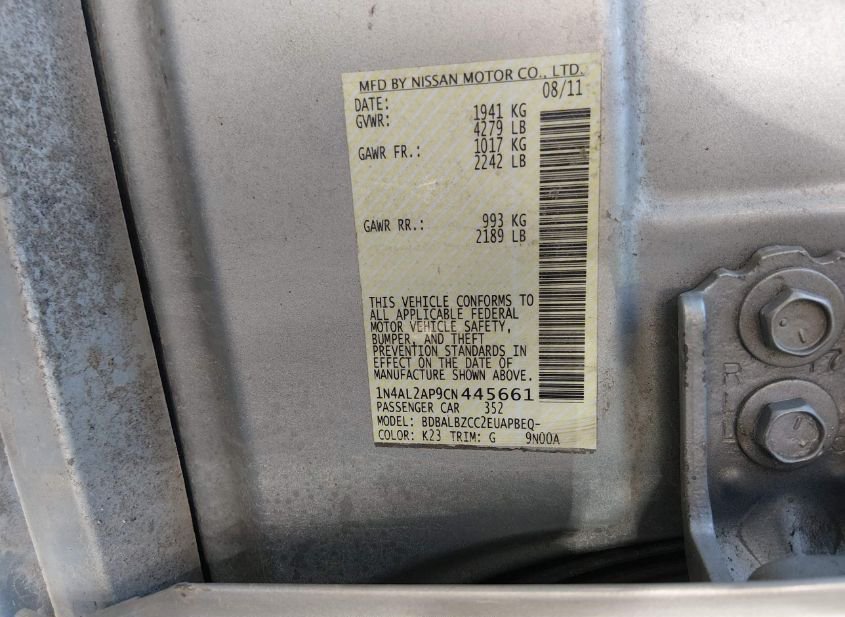 MFD BY NISSAN MOTOR CO., LTD.
DATE: 08/11
GVWR: 1941 KG
4279 LB
GAWR FR.: 1017 KG
2242 LB
GAWR RR.: 993 KG
2189 LB
THIS VEHICLE CONFORMS TO
ALL APPLICABLE FEDERAL
MOTOR VEHICLE SAFETY,
BUMPER, AND THEFT
PREVENTION STANDARDS IN
EFFECT ON THE DATE OF
MANUFACTURE SHOWN ABOVE.
1N4AL2AP9CN445661
PASSENGER CAR 352
MODEL: BDBALBZCC2EUAPBEQ-
COLOR: K23 TRIM: G 9N00A
R 17